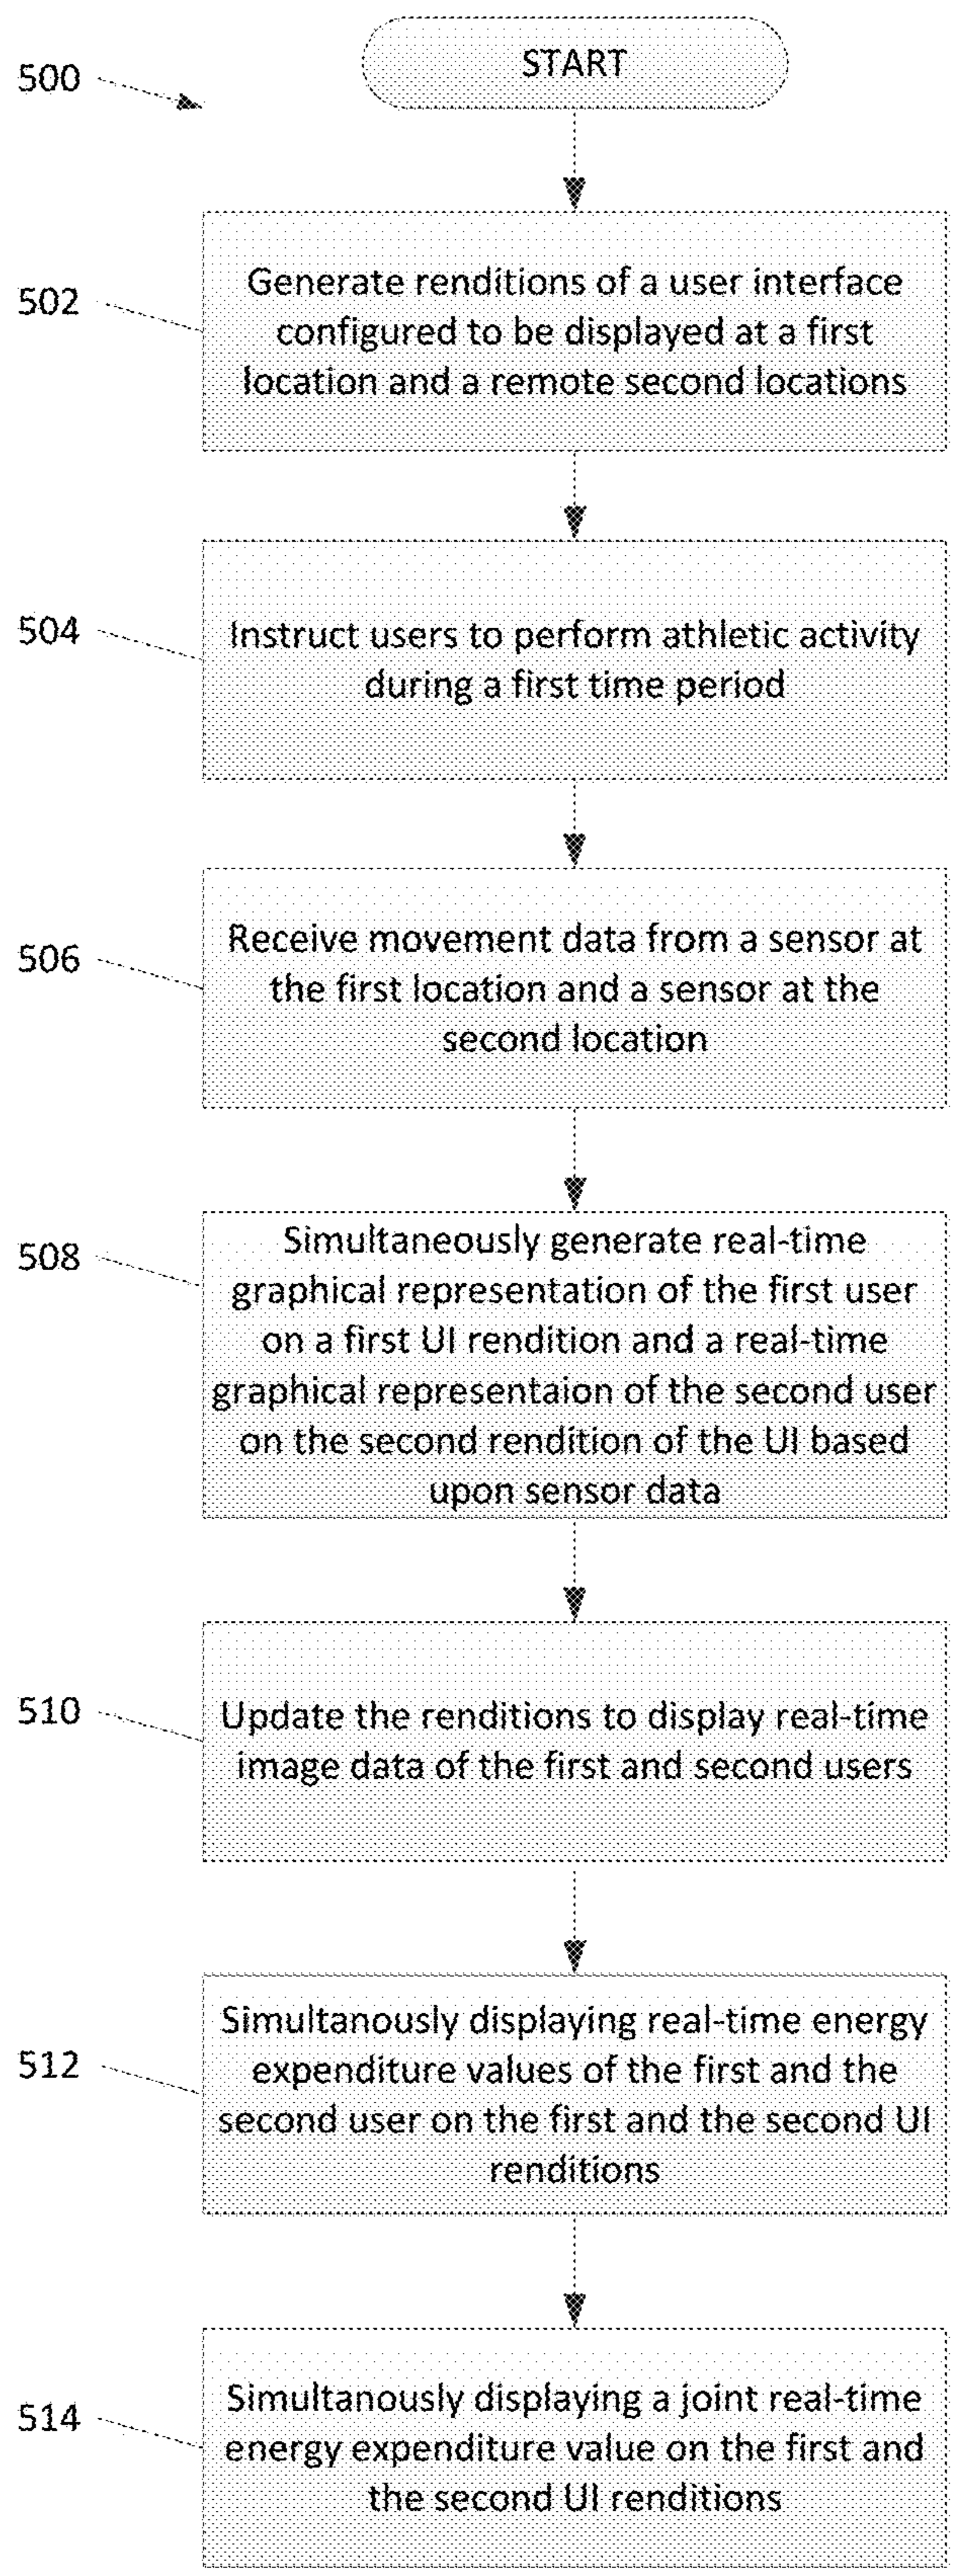 START
500
502
Generate renditions of a user interface
configured to be displayed at a first
location and a remote second locations
504
Instruct users to perform athletic activity
during a first time period
506
Receive movement data from a sensor at
the first location and a sensor at the
second location
508
Simultaneously generate real-time
graphical representation of the first user
on a first UI rendition and a real-time
graphical representaion of the second user
on the second rendition of the UI based
upon sensor data
510
Update the renditions to display real-time
image data of the first and second users
512
Simultanously displaying real-time energy
expenditure values of the first and the
second user on the first and the second UI
renditions
514
Simultanously displaying a joint real-time
energy expenditure value on the first and
the second UI renditions